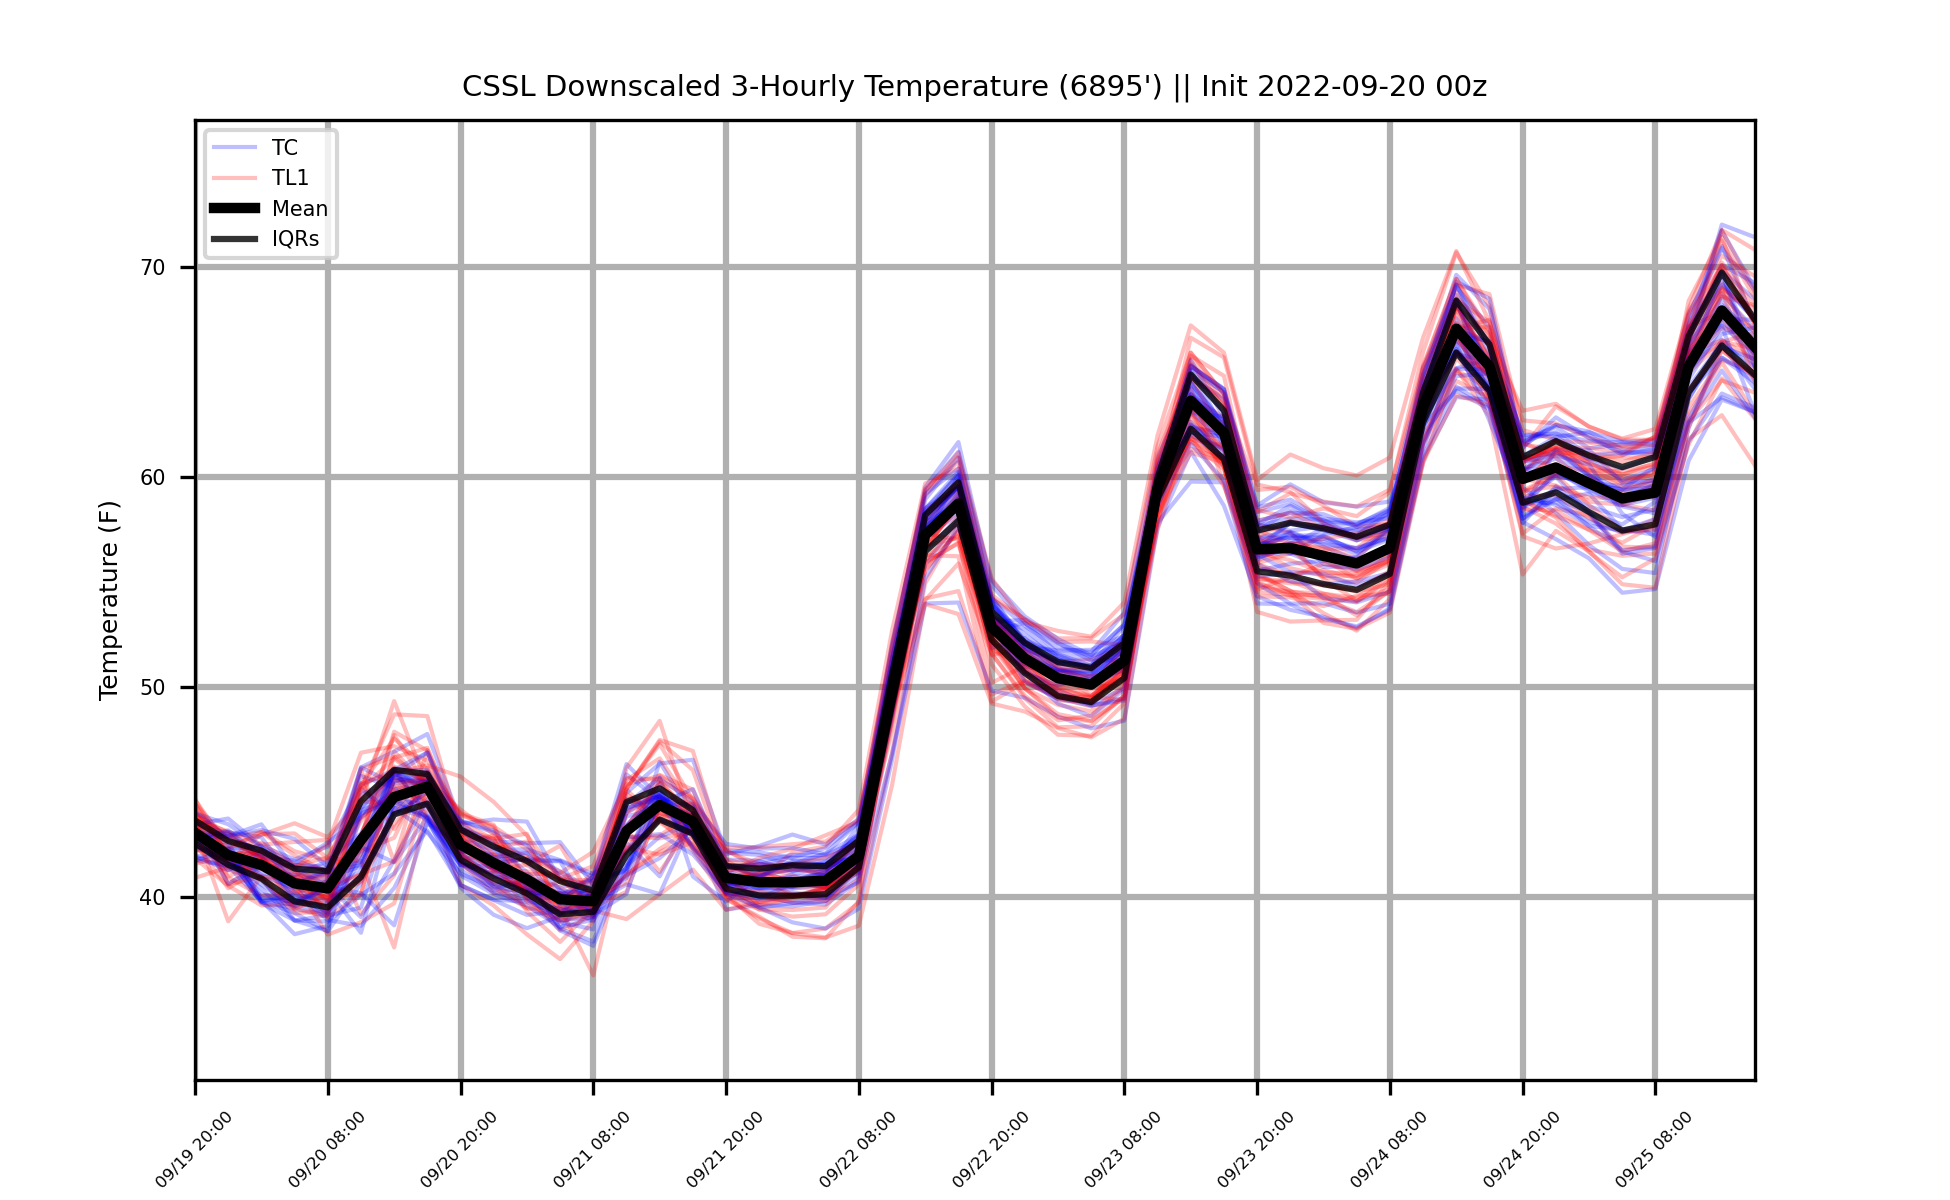 CSSL Downscaled 3-Hourly Temperature (6895') || Init 2022-09-20 00z
TC
TL1
Mean
IQRs
Temperature (F)
70
60
50
40
09/19 20:00
09/20 08:00
09/20 20:00
09/21 08:00
09/21 20:00
09/22 08:00
09/22 20:00
09/23 08:00
09/23 20:00
09/24 08:00
09/24 20:00
09/25 08:00